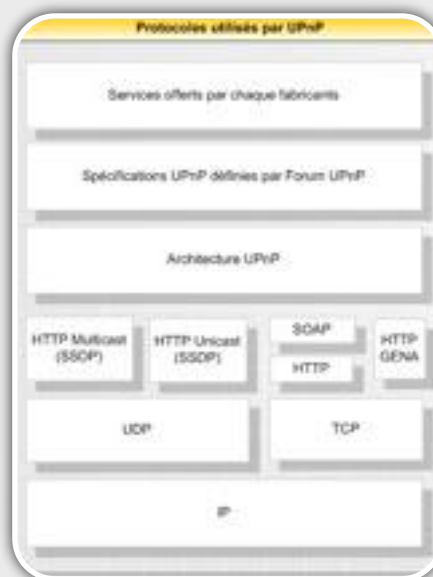 Protocoles utilisés par UPnP
Services offerts par chaque fabricants
Spécifications UPnP définies par Forum UPnP
Architecture UPnP
HTTP Multicast
(SSDP)
HTTP Unicast
(SSDP)
SOAP
HTTP
HTTP
GENA
UDP
TCP
IP